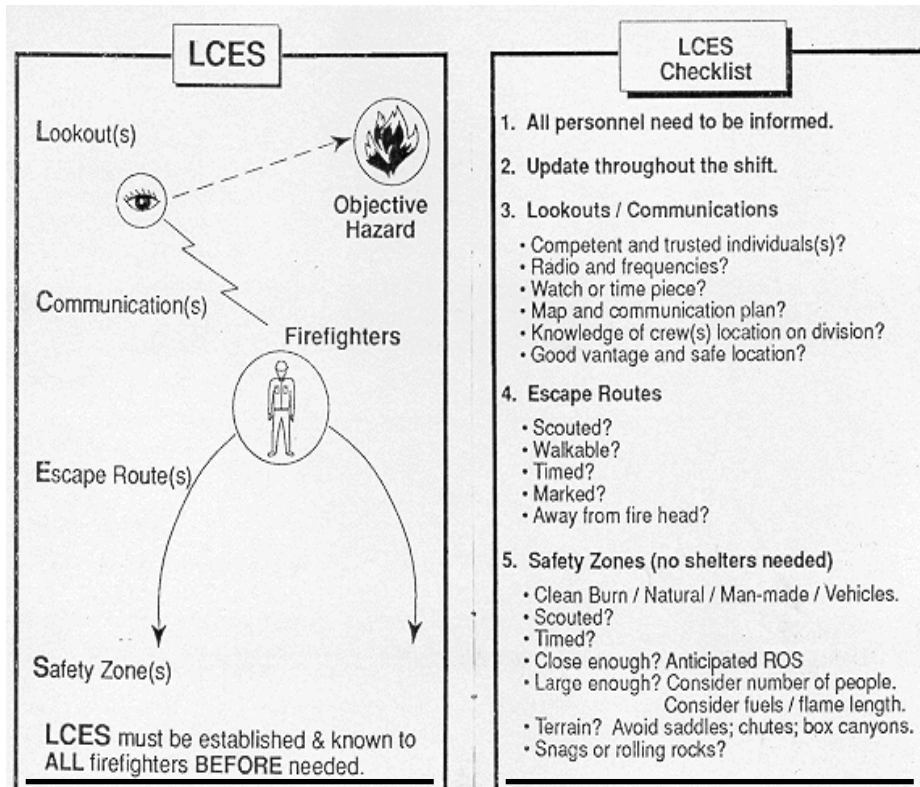 LCES
Lookout(s)
Objective
Hazard
Communication(s)
Firefighters
Escape Route(s)
Safety Zone(s)
LCES must be established & known to
ALL firefighters BEFORE needed.
LCES
Checklist
1. All personnel need to be informed.
2. Update throughout the shift.
3. Lookouts / Communications
• Competent and trusted individuals(s)?
• Radio and frequencies?
• Watch or time piece?
• Map and communication plan?
• Knowledge of crew(s) location on division?
• Good vantage and safe location?
4. Escape Routes
• Scouted?
• Walkable?
• Timed?
• Marked?
• Away from fire head?
5. Safety Zones (no shelters needed)
• Clean Burn / Natural / Man-made / Vehicles.
• Scouted?
• Timed?
• Close enough? Anticipated ROS
• Large enough? Consider number of people.
Consider fuels / flame length.
• Terrain? Avoid saddles; chutes; box canyons.
• Snags or rolling rocks?